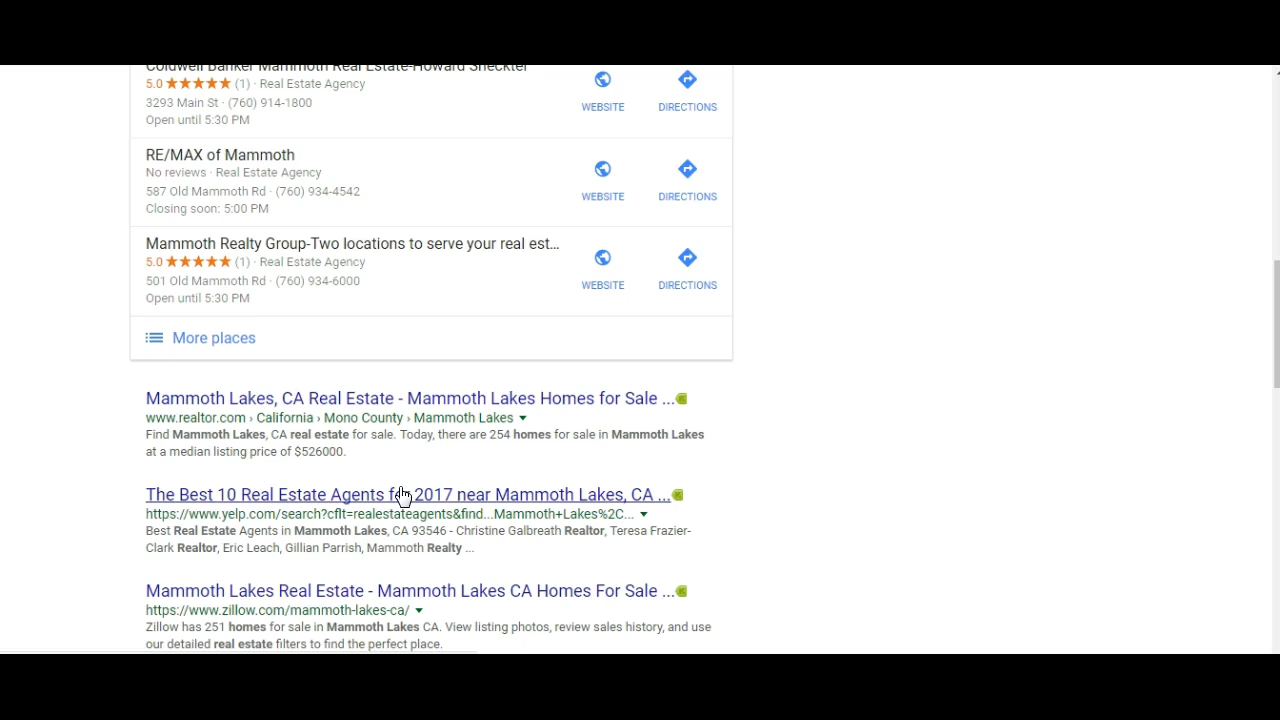 Coldwell Banker Mammoth Real Estate-Howard Sheckter
5.0 ★★★★★ (1) · Real Estate Agency
3293 Main St · (760) 914-1800
Open until 5:30 PM
WEBSITE
DIRECTIONS
RE/MAX of Mammoth
No reviews · Real Estate Agency
587 Old Mammoth Rd · (760) 934-4542
Closing soon: 5:00 PM
WEBSITE
DIRECTIONS
Mammoth Realty Group-Two locations to serve your real est...
5.0 ★★★★★ (1) · Real Estate Agency
501 Old Mammoth Rd · (760) 934-6000
Open until 5:30 PM
WEBSITE
DIRECTIONS
More places
Mammoth Lakes, CA Real Estate - Mammoth Lakes Homes for Sale ...
www.realtor.com › California › Mono County › Mammoth Lakes
Find Mammoth Lakes, CA real estate for sale. Today, there are 254 homes for sale in Mammoth Lakes
at a median listing price of $526000.
The Best 10 Real Estate Agents for 2017 near Mammoth Lakes, CA ...
https://www.yelp.com/search?cflt=realestateagents&find...Mammoth+Lakes%2C...
Best Real Estate Agents in Mammoth Lakes, CA 93546 - Christine Galbreath Realtor, Teresa Frazier-
Clark Realtor, Eric Leach, Gillian Parrish, Mammoth Realty ...
Mammoth Lakes Real Estate - Mammoth Lakes CA Homes For Sale ...
https://www.zillow.com/mammoth-lakes-ca/
Zillow has 251 homes for sale in Mammoth Lakes CA. View listing photos, review sales history, and use
our detailed real estate filters to find the perfect place.